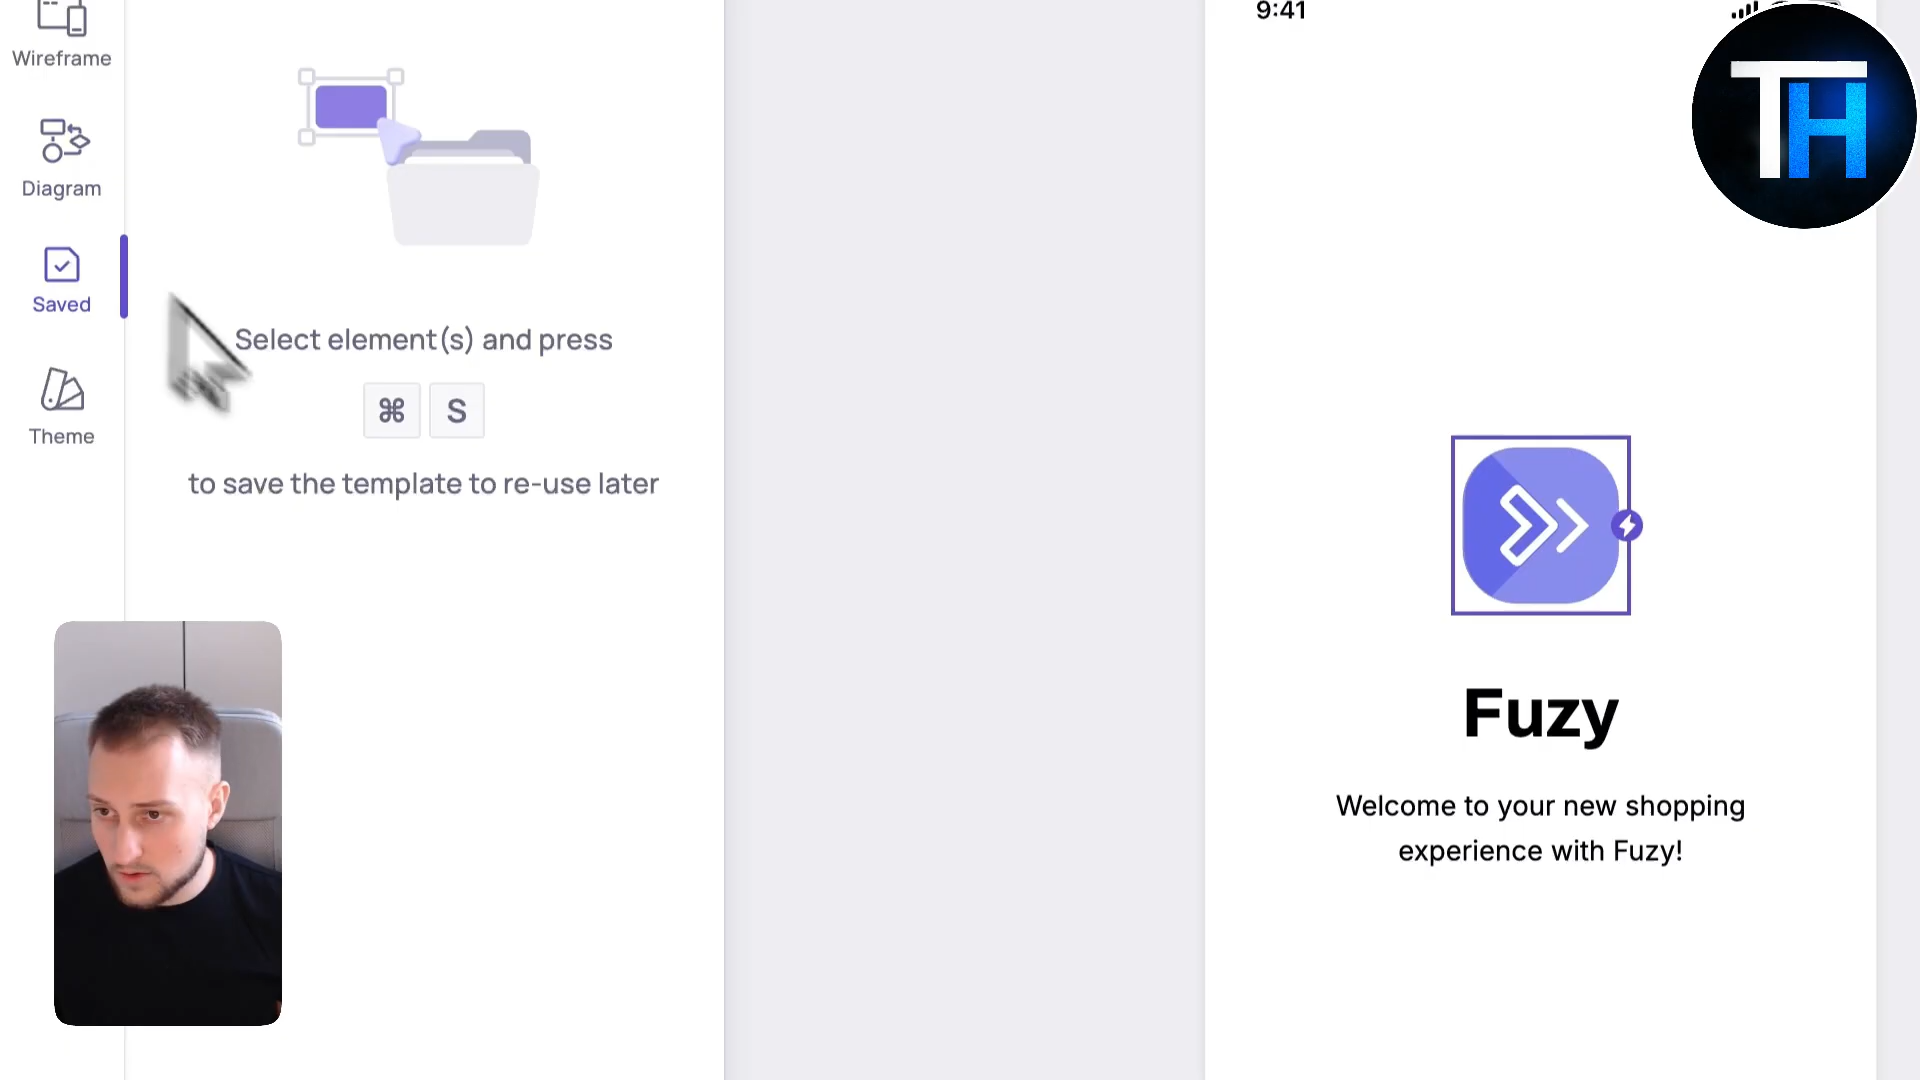 Wireframe
Diagram
Saved
Theme
Select element(s) and press
⌘ S
to save the template to re-use later
9:41
TH
Fuzy
Welcome to your new shopping
experience with Fuzy!